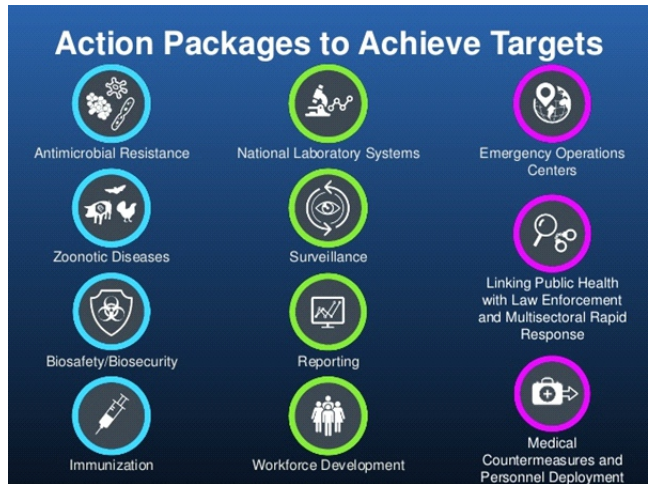 Action Packages to Achieve Targets
Antimicrobial Resistance
National Laboratory Systems
Emergency Operations
Centers
Zoonotic Diseases
Surveillance
Linking Public Health
with Law Enforcement
and Multisectoral Rapid
Response
Biosafety/Biosecurity
Reporting
Immunization
Workforce Development
Medical
Countermeasures and
Personnel Deployment